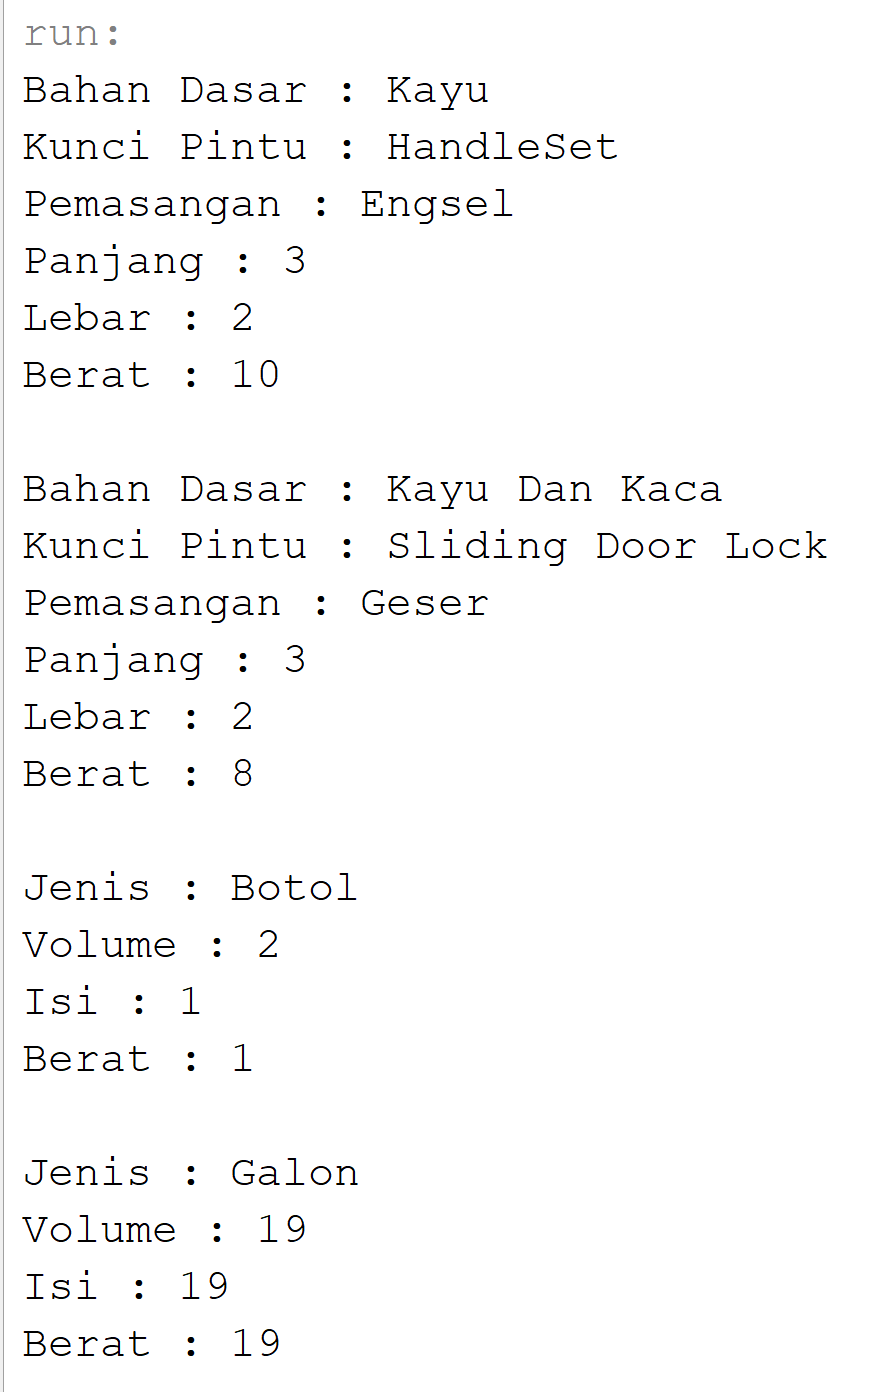 run:
Bahan Dasar : Kayu
Kunci Pintu : HandleSet
Pemasangan : Engsel
Panjang : 3
Lebar : 2
Berat : 10
Bahan Dasar : Kayu Dan Kaca
Kunci Pintu : Sliding Door Lock
Pemasangan : Geser
Panjang : 3
Lebar : 2
Berat : 8
Jenis : Botol
Volume : 2
Isi : 1
Berat : 1
Jenis : Galon
Volume : 19
Isi : 19
Berat : 19